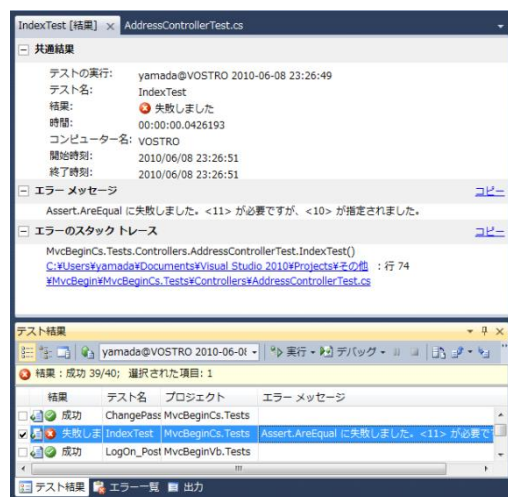 IndexTest [結果] × AddressControllerTest.cs
共通結果
テストの実行: yamada@VOSTRO 2010-06-08 23:26:49
テスト名: IndexTest
結果: 失敗しました
時間: 00:00:00.0426193
コンピューター名: VOSTRO
開始時刻: 2010/06/08 23:26:51
終了時刻: 2010/06/08 23:26:51
エラー メッセージ コピー
Assert.AreEqual に失敗しました。<11> が必要ですが、<10> が指定されました。
エラーのスタック トレース コピー
MvcBeginCs.Tests.Controllers.AddressControllerTest.IndexTest()
C:¥Users¥yamada¥Documents¥Visual Studio 2010¥Projects¥その他 : 行 74
¥MvcBegin¥MvcBeginCs.Tests¥Controllers¥AddressControllerTest.cs
テスト結果
yamada@VOSTRO 2010-06-08 実行 デバッグ
結果 : 成功 39/40; 選択された項目: 1
結果 テスト名 プロジェクト エラー メッセージ
成功 ChangePass MvcBeginCs.Tests
失敗しま IndexTest MvcBeginCs.Tests Assert.AreEqual に失敗しました。<11> が必要で
成功 LogOn_Post MvcBeginVb.Tests
テスト結果 エラー一覧 出力